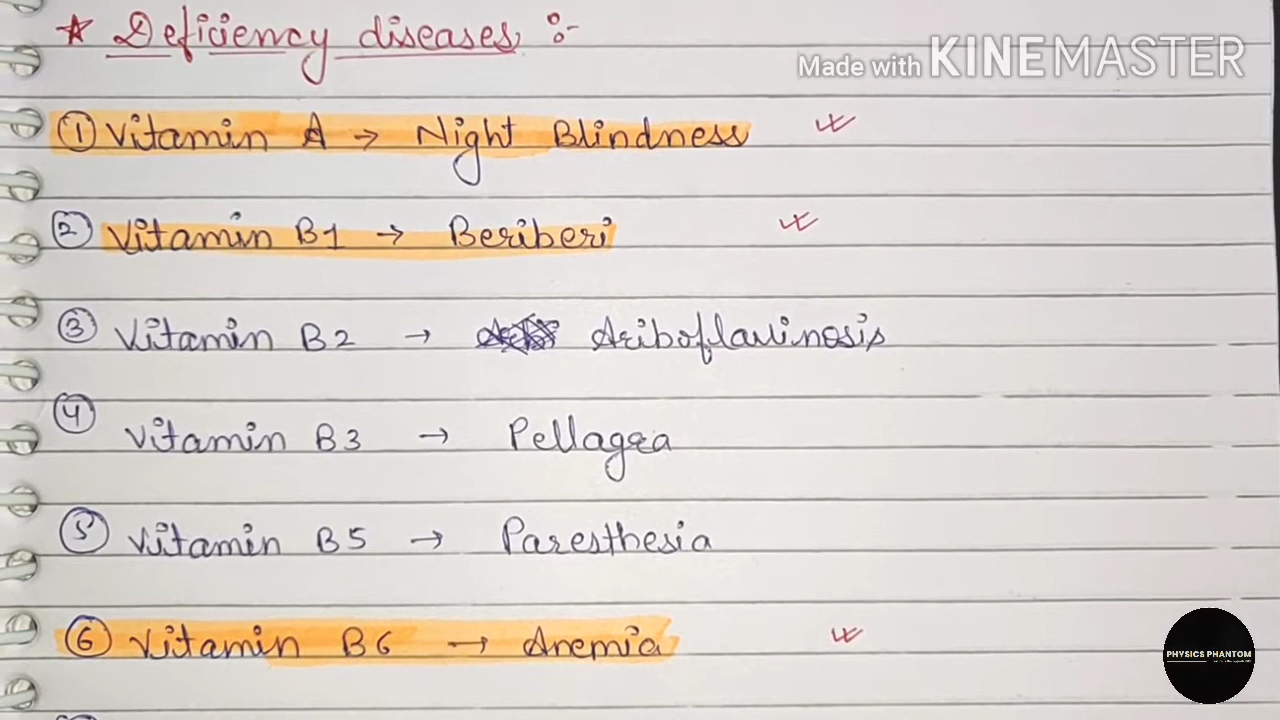 ★ Deficiency diseases :-
Made with KINEMASTER
① Vitamin A → Night Blindness
② Vitamin B1 → Beriberi
③ Vitamin B2 → Ariboflavinosis
④ Vitamin B3 → Pellagra
⑤ Vitamin B5 → Paresthesia
⑥ Vitamin B6 → Anemia
PHYSICS PHANTOM